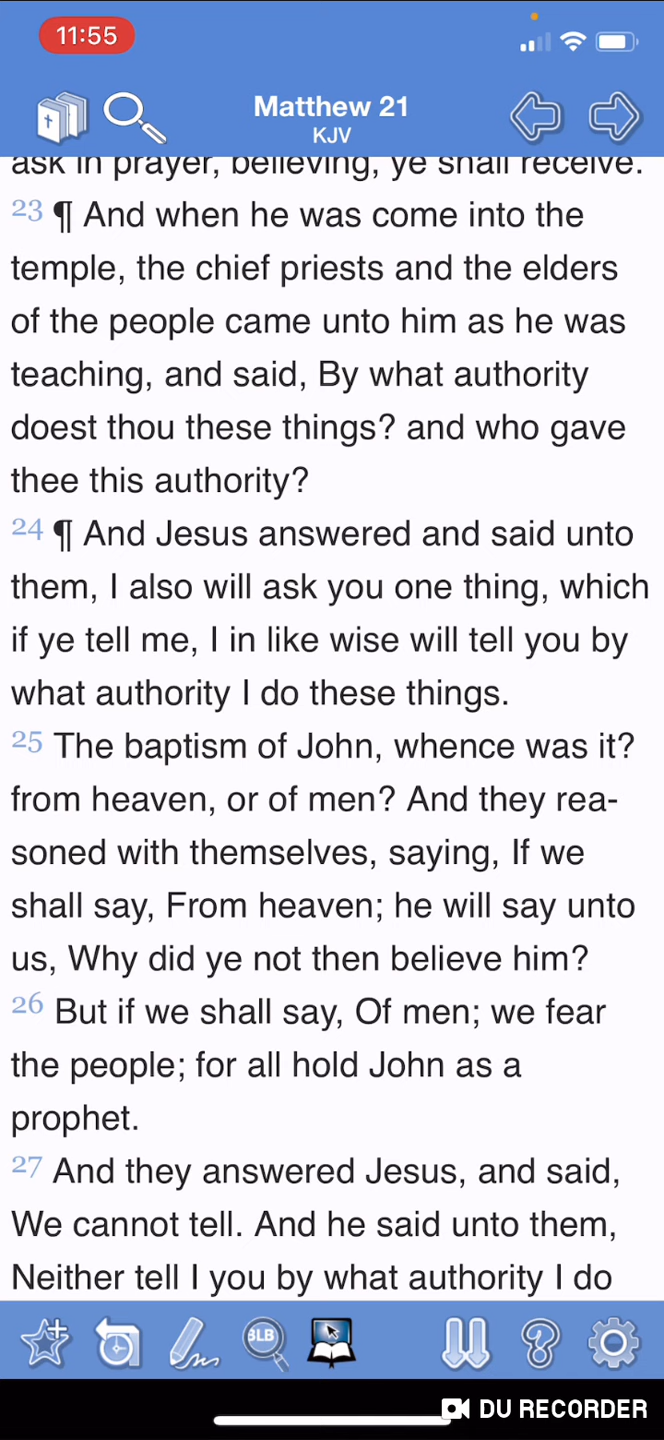 11:55
Matthew 21
KJV
ask in prayer, believing, ye shall receive.
23 ¶ And when he was come into the
temple, the chief priests and the elders
of the people came unto him as he was
teaching, and said, By what authority
doest thou these things? and who gave
thee this authority?
24 ¶ And Jesus answered and said unto
them, I also will ask you one thing, which
if ye tell me, I in like wise will tell you by
what authority I do these things.
25 The baptism of John, whence was it?
from heaven, or of men? And they rea-
soned with themselves, saying, If we
shall say, From heaven; he will say unto
us, Why did ye not then believe him?
26 But if we shall say, Of men; we fear
the people; for all hold John as a
prophet.
27 And they answered Jesus, and said,
We cannot tell. And he said unto them,
Neither tell I you by what authority I do
BLB
DU RECORDER